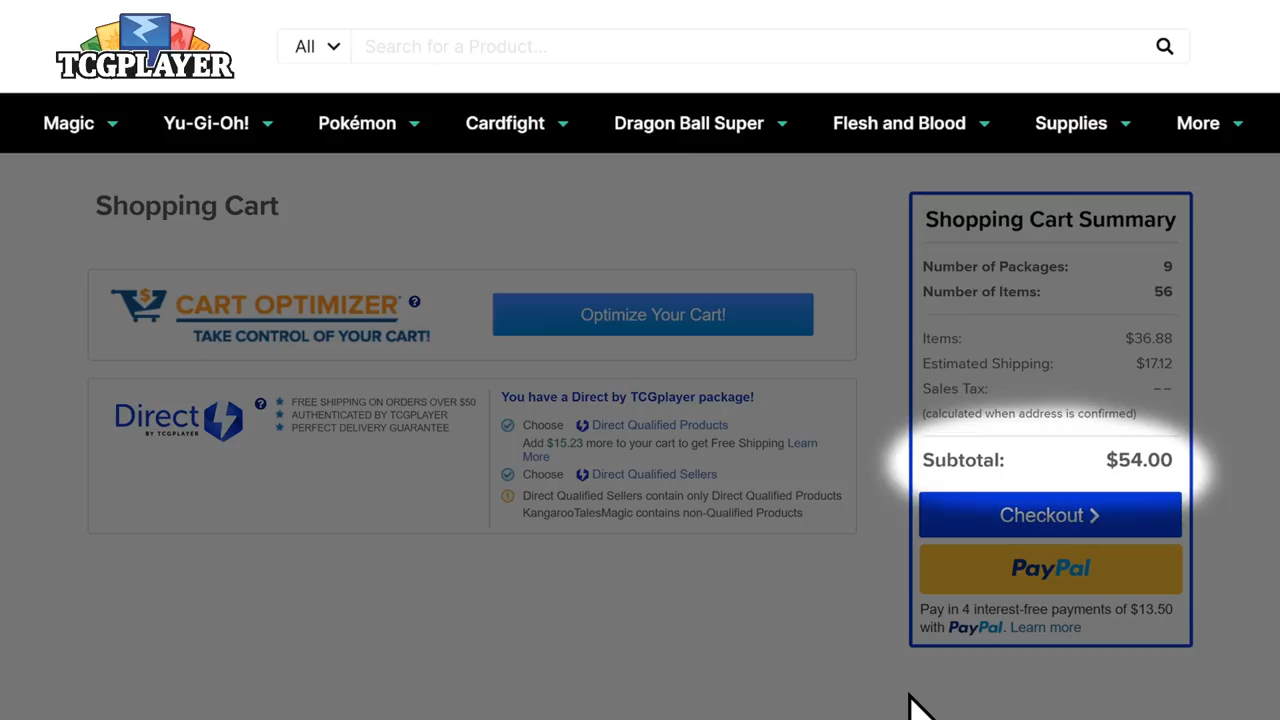 TCGPLAYER
All
Search for a Product...
Magic
Yu-Gi-Oh!
Pokémon
Cardfight
Dragon Ball Super
Flesh and Blood
Supplies
More
Shopping Cart
CART OPTIMIZER ?
TAKE CONTROL OF YOUR CART!
Optimize Your Cart!
Direct ?
BY TCGPLAYER
FREE SHIPPING ON ORDERS OVER $50
AUTHENTICATED BY TCGPLAYER
PERFECT DELIVERY GUARANTEE
You have a Direct by TCGplayer package!
Choose Direct Qualified Products
Add $15.23 more to your cart to get Free Shipping Learn
More
Choose Direct Qualified Sellers
Direct Qualified Sellers contain only Direct Qualified Products
KangarooTalesMagic contains non-Qualified Products
Shopping Cart Summary
Number of Packages: 9
Number of Items: 56
Items: $36.88
Estimated Shipping: $17.12
Sales Tax: --
(calculated when address is confirmed)
Subtotal: $54.00
Checkout
PayPal
Pay in 4 interest-free payments of $13.50
with PayPal. Learn more